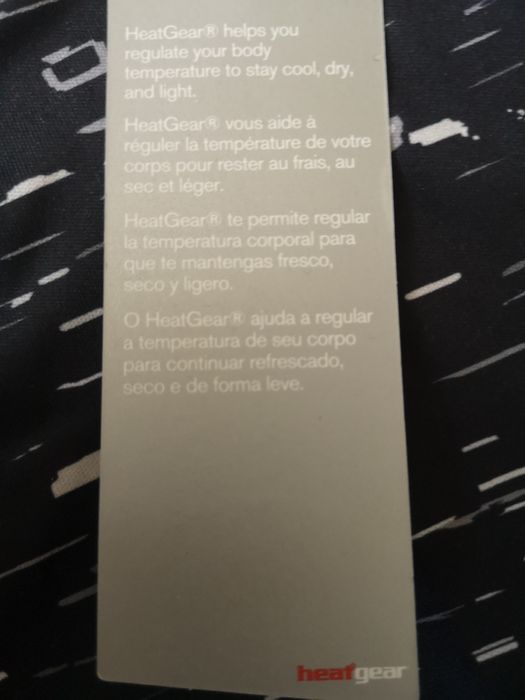 HeatGear® helps you
regulate your body
temperature to stay cool, dry,
and light.
HeatGear® vous aide à
réguler la température de votre
corps pour rester au frais, au
sec et léger.
HeatGear® te permite regular
la temperatura corporal para
que te mantengas fresco,
seco y ligero.
O HeatGear® ajuda a regular
a temperatura de seu corpo
para continuar refrescado,
seco e de forma leve.
heatgear